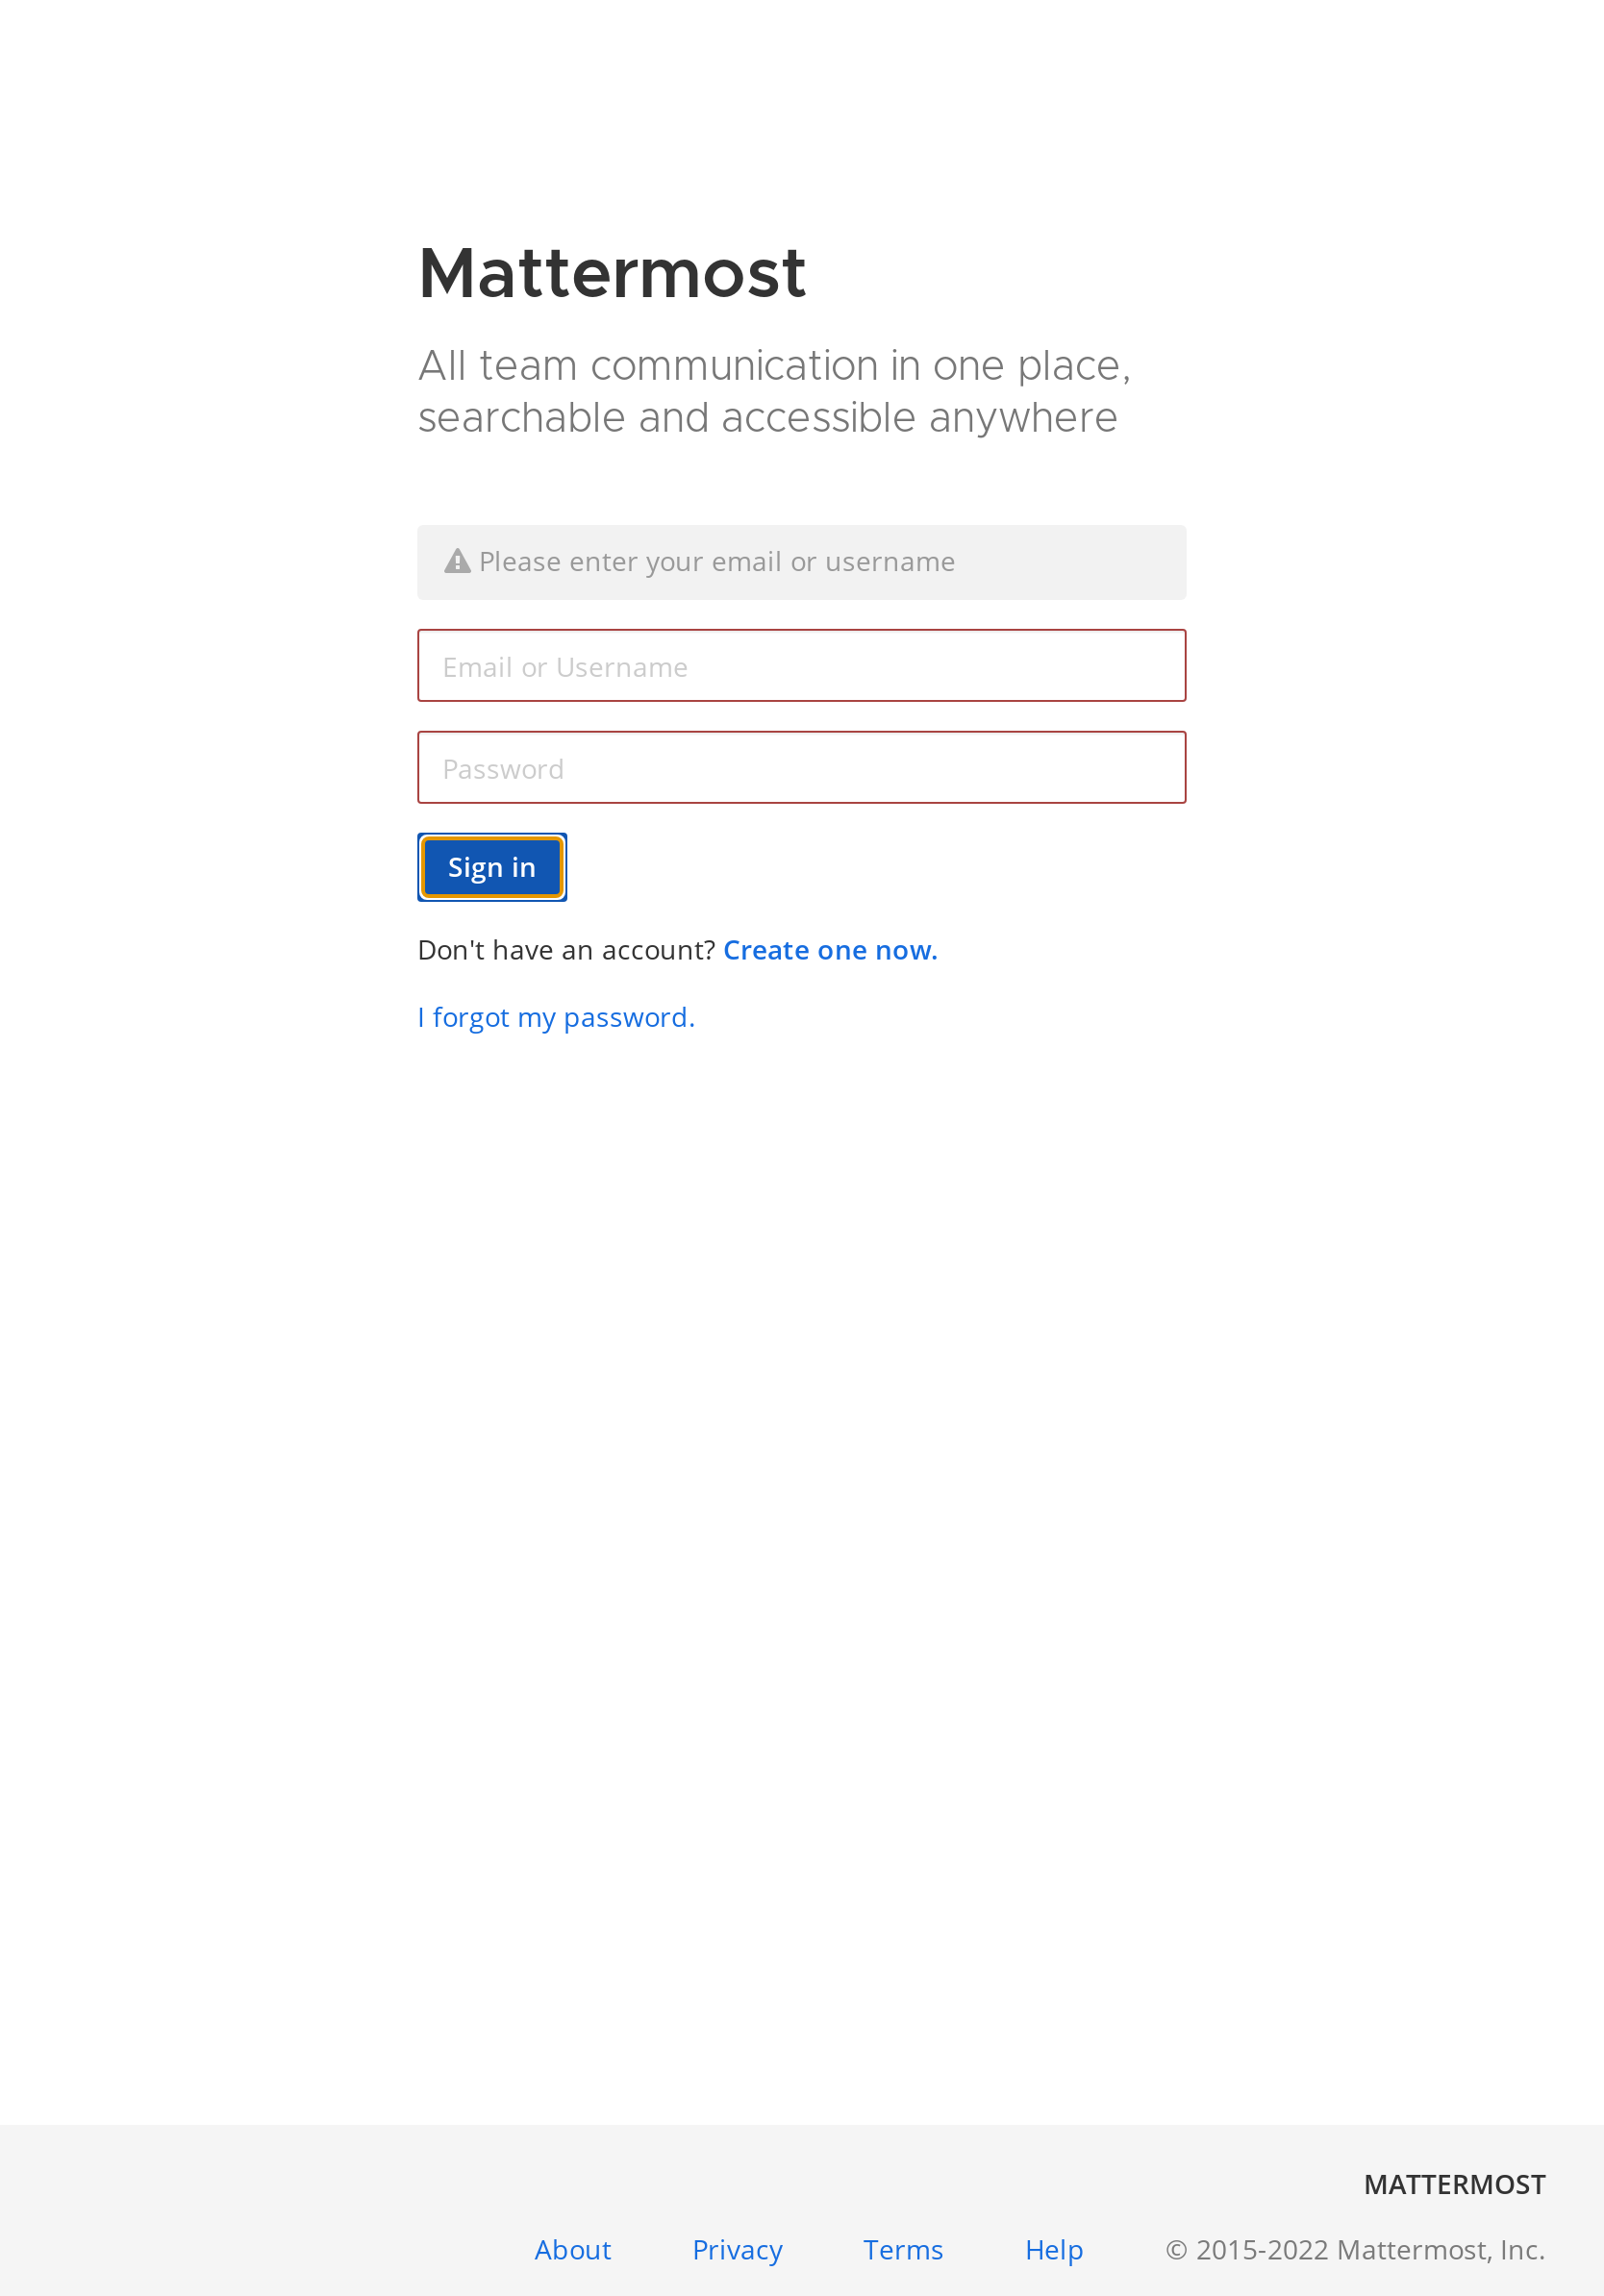 Mattermost
All team communication in one place,
searchable and accessible anywhere
Please enter your email or username
Email or Username
Password
Sign in
Don't have an account? Create one now.
I forgot my password.
MATTERMOST
About Privacy Terms Help © 2015-2022 Mattermost, Inc.